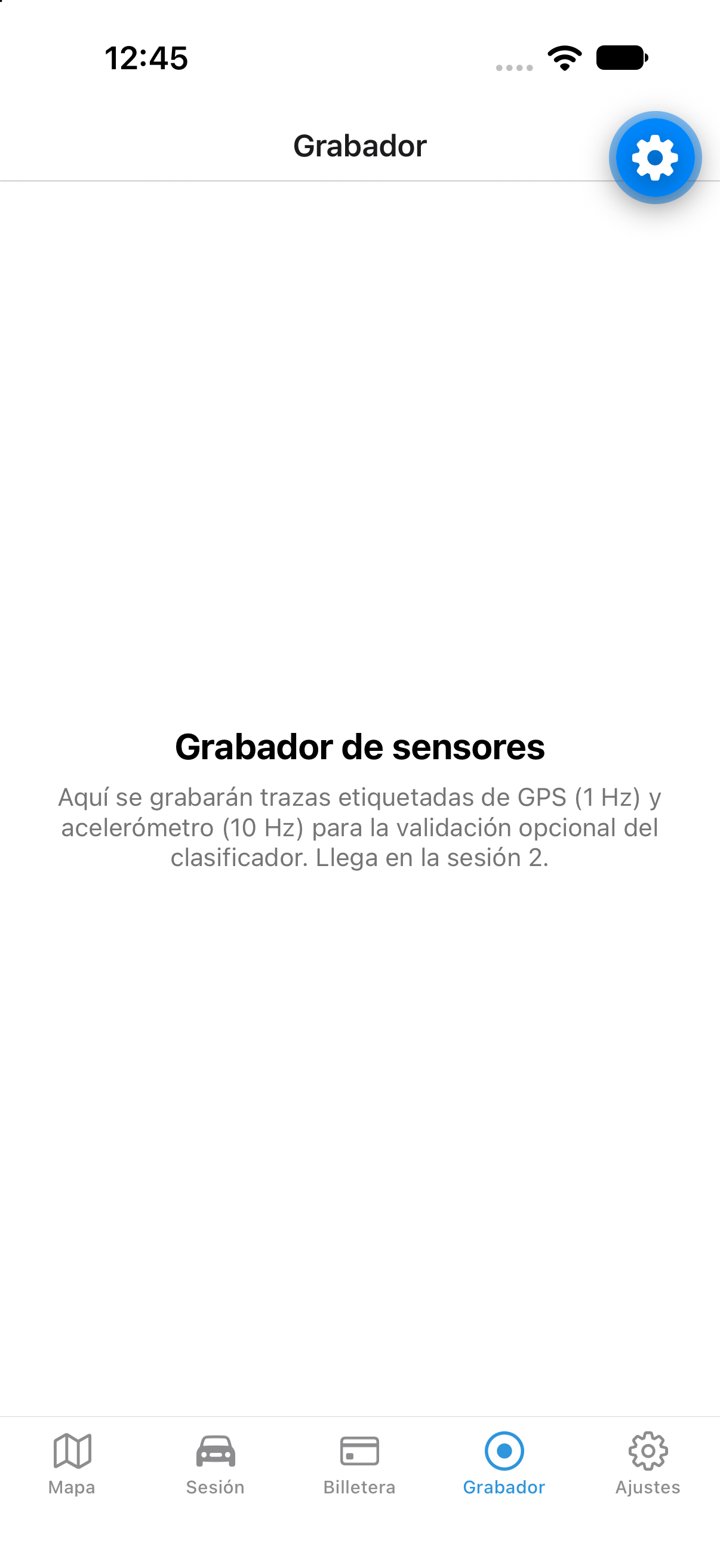 12:45
Grabador
Grabador de sensores
Aquí se grabarán trazas etiquetadas de GPS (1 Hz) y
acelerómetro (10 Hz) para la validación opcional del
clasificador. Llega en la sesión 2.
Mapa
Sesión
Billetera
Grabador
Ajustes